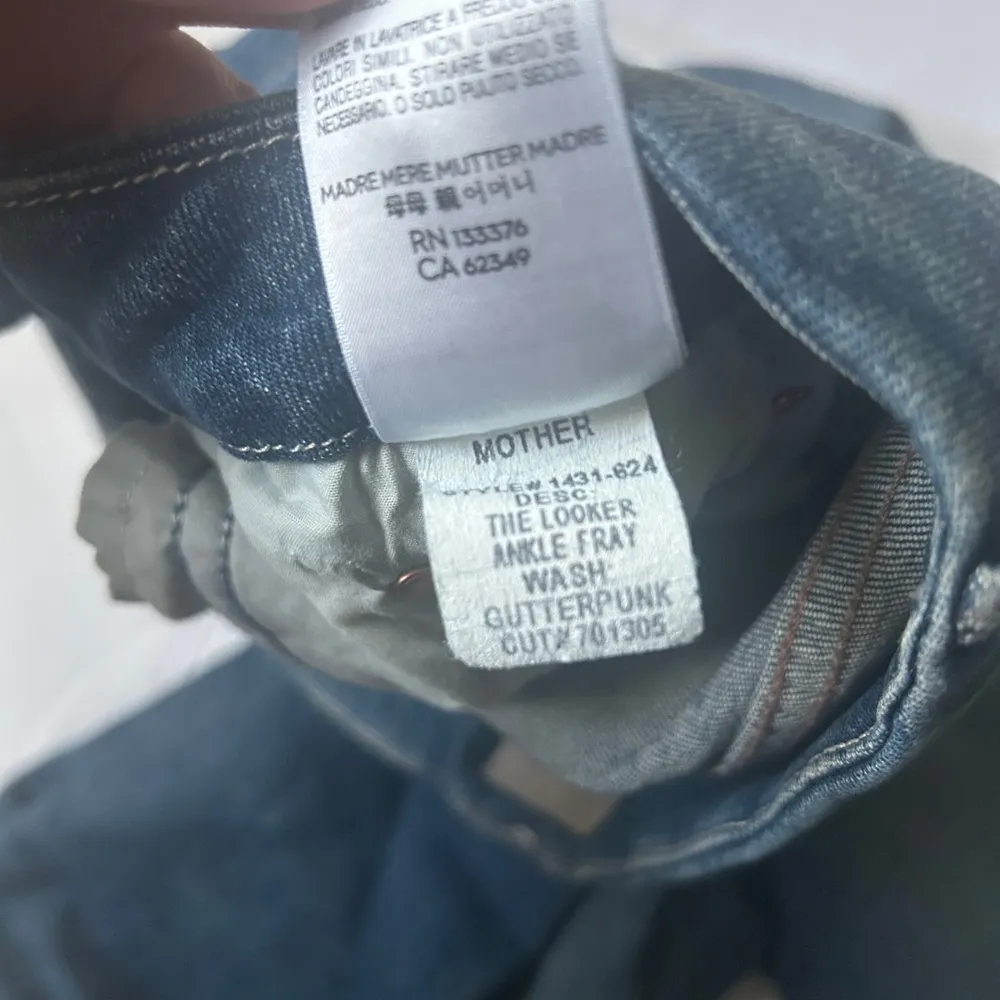 LAVARE IN LAVATRICE A FREDDO CON
COLORI SIMILI. NON UTILIZZATO
CANDEGGINA. STIRARE MEDIO SE
NECESSARIO. O SOLO PULITO SECCO.
MADRE MERE MUTTER MADRE
母母 親 어머니
RN 133376
CA 62349
MOTHER
STYLE# 1431-624
DESC:
THE LOOKER
ANKLE FRAY
WASH
GUTTERPUNK
CUT# 701305